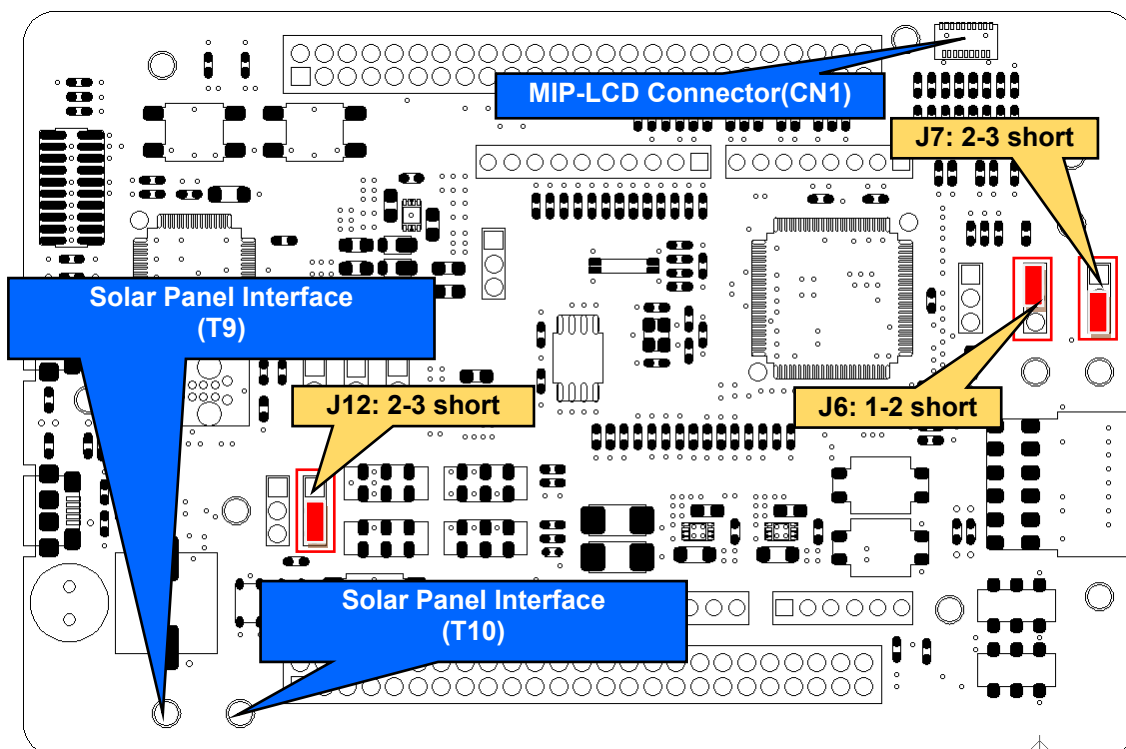 MIP-LCD Connector(CN1)
J7: 2-3 short
Solar Panel Interface
(T9)
J12: 2-3 short
J6: 1-2 short
Solar Panel Interface
(T10)